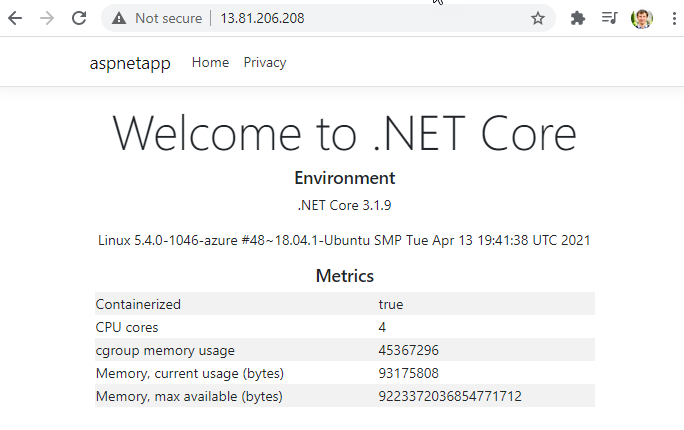 Not secure | 13.81.206.208
aspnetapp Home Privacy
Welcome to .NET Core
Environment
.NET Core 3.1.9
Linux 5.4.0-1046-azure #48~18.04.1-Ubuntu SMP Tue Apr 13 19:41:38 UTC 2021
Metrics
Containerized true
CPU cores 4
cgroup memory usage 45367296
Memory, current usage (bytes) 93175808
Memory, max available (bytes) 9223372036854771712